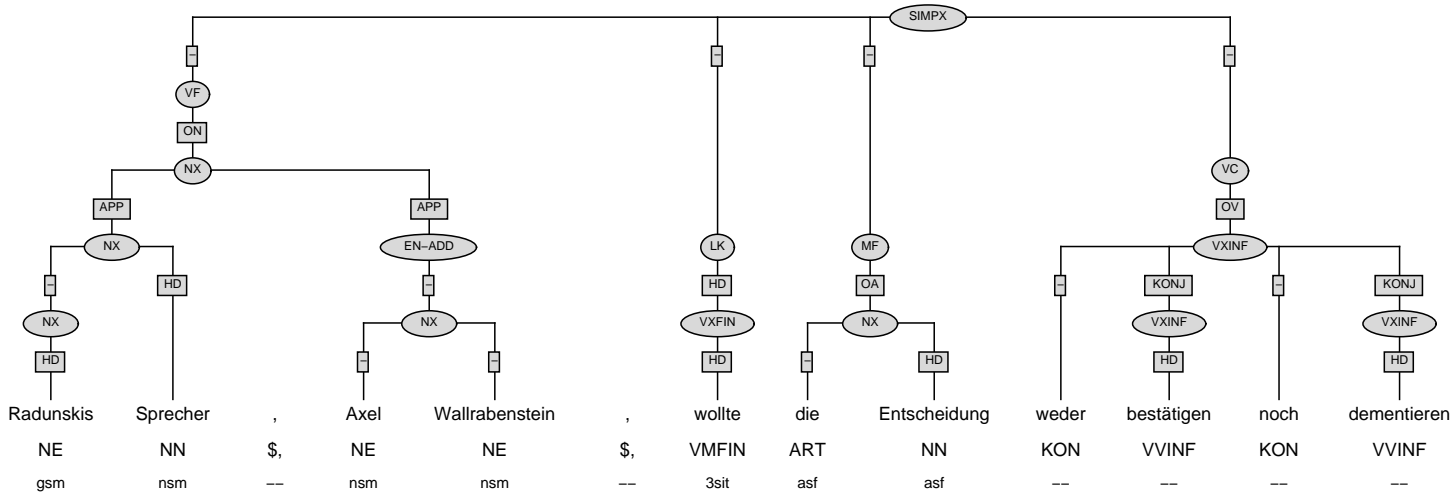 SIMPX
– – – –
VF
ON
NX VC
APP APP OV
NX EN–ADD LK MF VXINF
– HD – HD OA – KONJ – KONJ
NX NX VXFIN NX VXINF VXINF
HD – – HD – HD HD HD
Radunskis Sprecher , Axel Wallrabenstein , wollte die Entscheidung weder bestätigen noch dementieren
NE NN $, NE NE $, VMFIN ART NN KON VVINF KON VVINF
gsm nsm –– nsm nsm –– 3sit asf asf –– –– –– ––